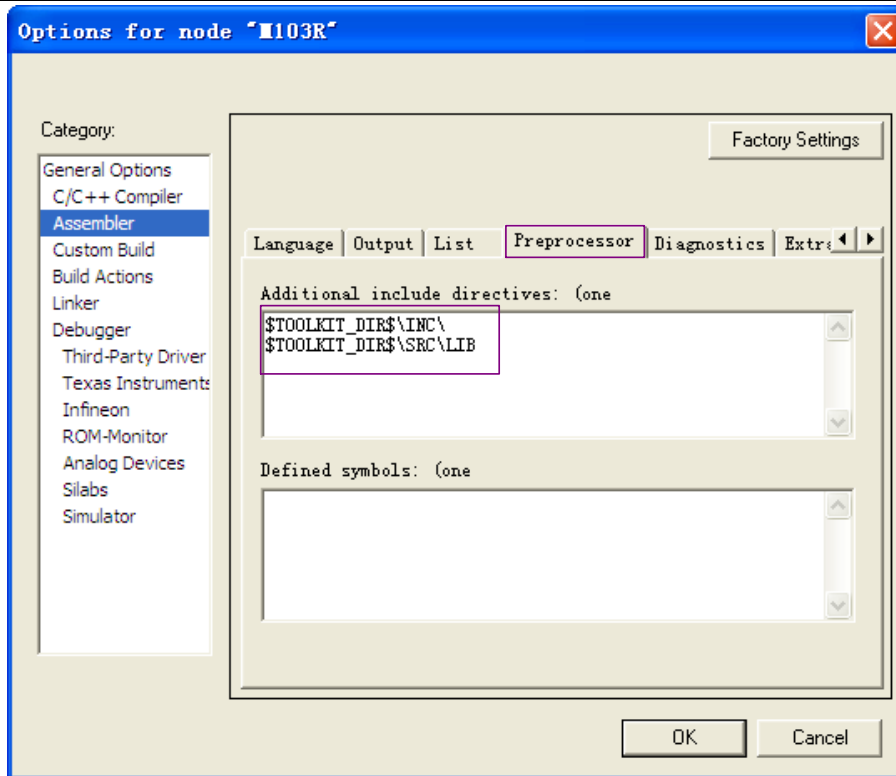 Options for node "M103R"
Category:
Factory Settings
General Options
C/C++ Compiler
Assembler
Custom Build
Build Actions
Linker
Debugger
Third-Party Driver
Texas Instruments
Infineon
ROM-Monitor
Analog Devices
Silabs
Simulator
Language Output List Preprocessor Diagnostics Extra
Additional include directives: (one
$TOOLKIT_DIR$\INC\
$TOOLKIT_DIR$\SRC\LIB
Defined symbols: (one
OK Cancel